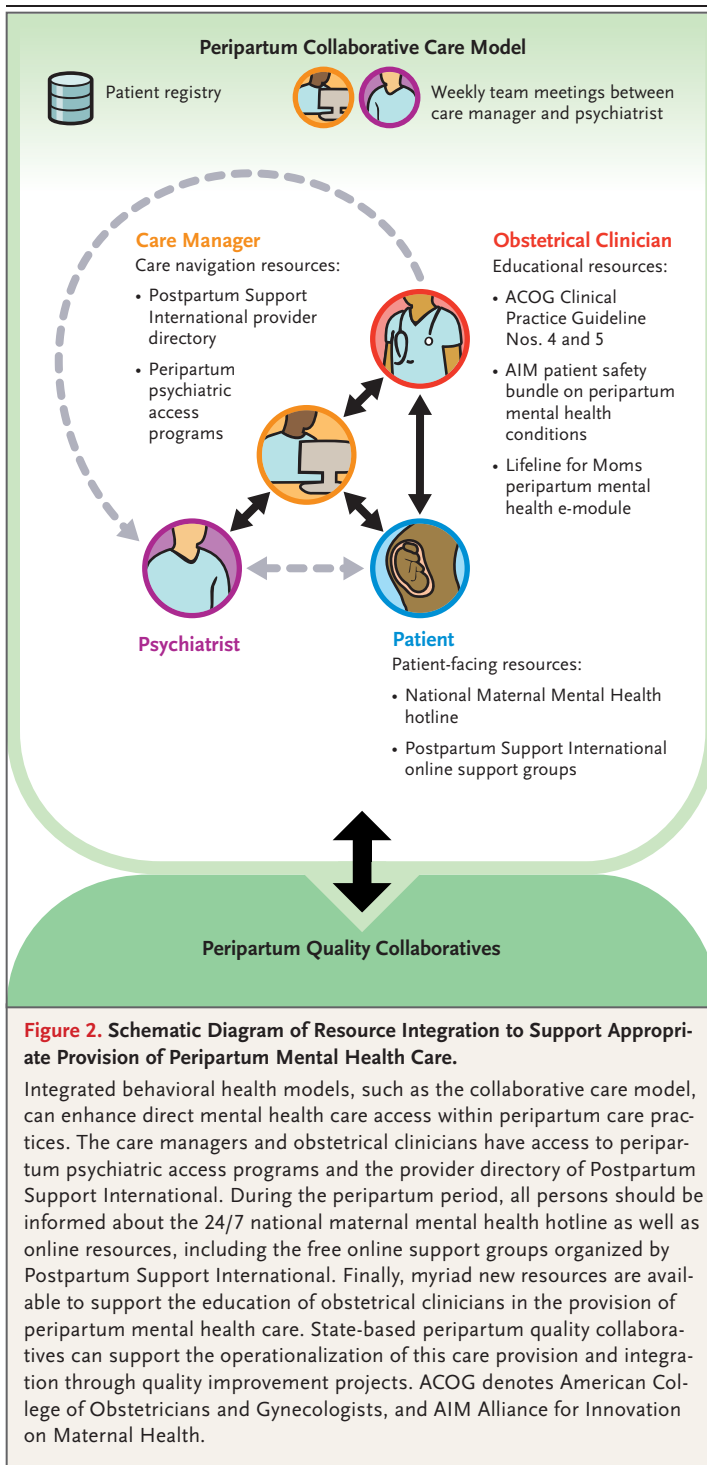 Peripartum Collaborative Care Model
Patient registry
Weekly team meetings between
care manager and psychiatrist
Care Manager
Care navigation resources:
• Postpartum Support
International provider
directory
• Peripartum
psychiatric
access
programs
Obstetrical Clinician
Educational resources:
• ACOG Clinical
Practice Guideline
Nos. 4 and 5
• AIM patient safety
bundle on peripartum
mental health
conditions
• Lifeline for Moms
peripartum mental
health e-module
Psychiatrist
Patient
Patient-facing resources:
• National Maternal Mental Health
hotline
• Postpartum Support International
online support groups
Peripartum Quality Collaboratives
Figure 2. Schematic Diagram of Resource Integration to Support Appropri-
ate Provision of Peripartum Mental Health Care.
Integrated behavioral health models, such as the collaborative care model,
can enhance direct mental health care access within peripartum care prac-
tices. The care managers and obstetrical clinicians have access to peripar-
tum psychiatric access programs and the provider directory of Postpartum
Support International. During the peripartum period, all persons should be
informed about the 24/7 national maternal mental health hotline as well as
online resources, including the free online support groups organized by
Postpartum Support International. Finally, myriad new resources are avail-
able to support the education of obstetrical clinicians in the provision of
peripartum mental health care. State-based peripartum quality collabora-
tives can support the operationalization of this care provision and integra-
tion through quality improvement projects. ACOG denotes American Col-
lege of Obstetricians and Gynecologists, and AIM Alliance for Innovation
on Maternal Health.